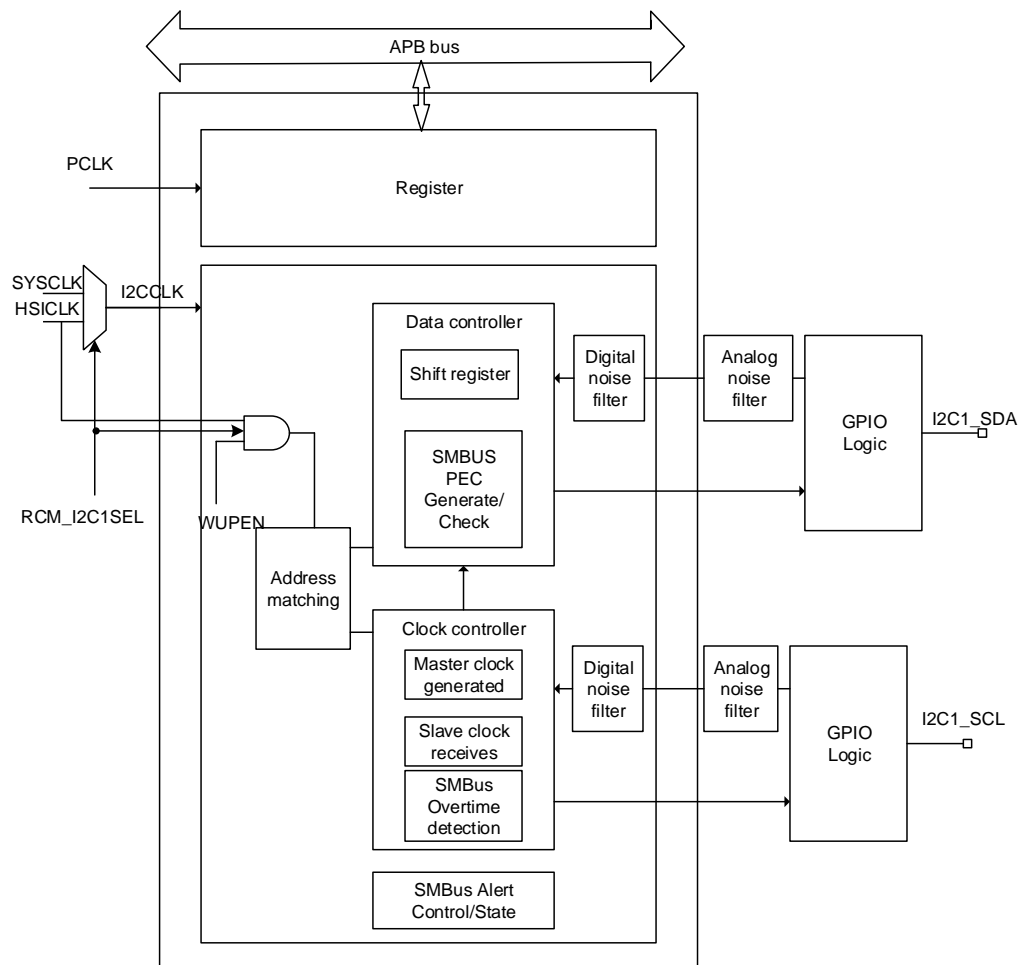 APB bus
PCLK
Register
SYSCLK
HSICLK
I2CCLK
Data controller
Shift register
SMBUS
PEC
Generate/
Check
Digital
noise
filter
Analog
noise
filter
GPIO
Logic
I2C1_SDA
RCM_I2C1SEL
WUPEN
Address
matching
Clock controller
Master clock
generated
Slave clock
receives
SMBus
Overtime
detection
Digital
noise
filter
Analog
noise
filter
GPIO
Logic
I2C1_SCL
SMBus Alert
Control/State